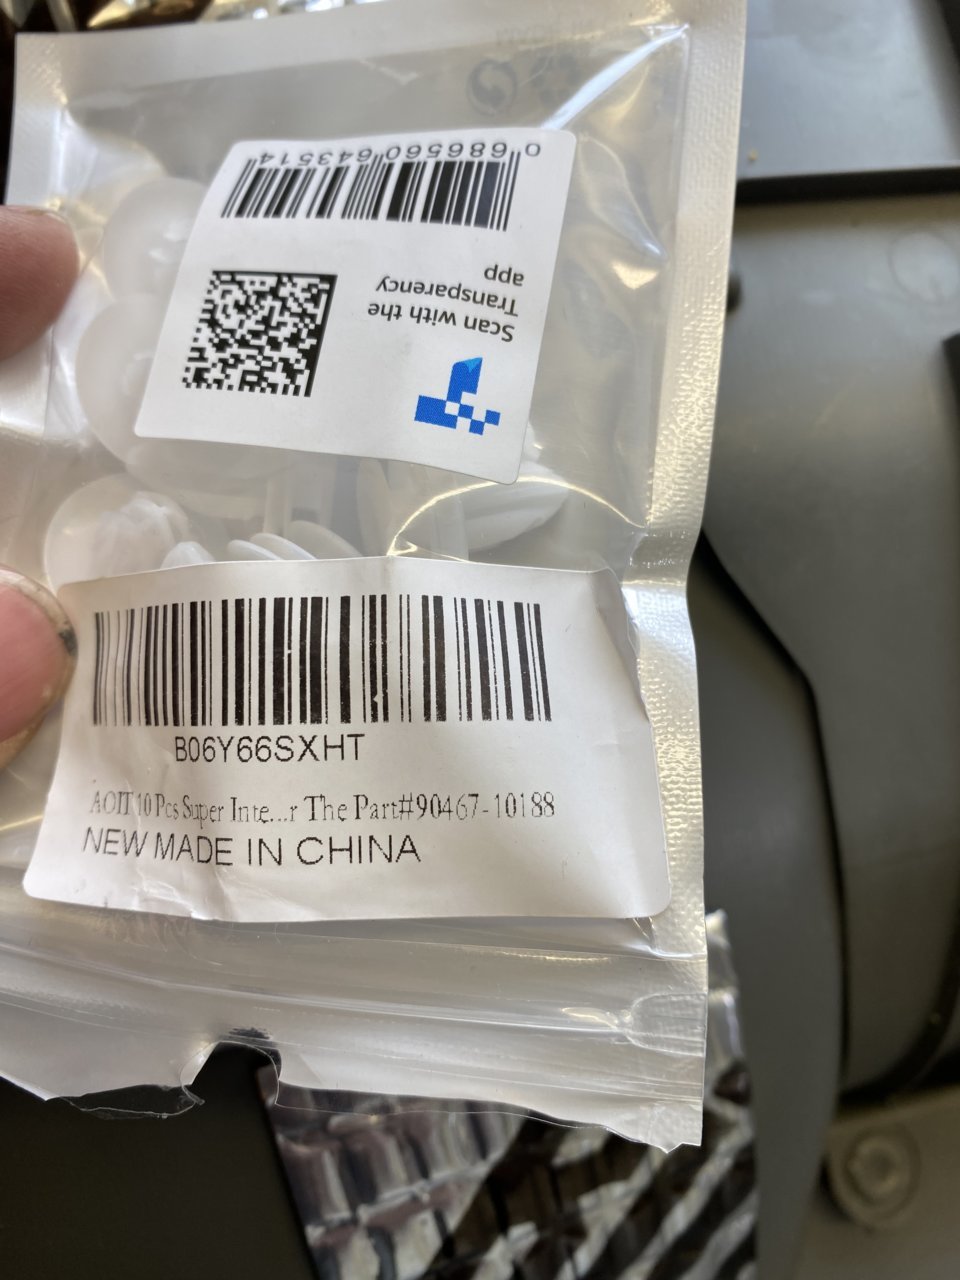 0 686560 643514
Scan with the
Transparency
app
B06Y66SXHT
AOIT 10 Pcs Super Inte...r The Part#90467-10188
NEW MADE IN CHINA